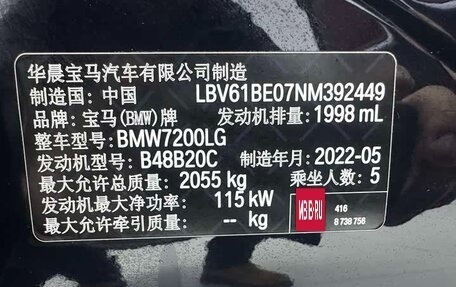 华晨宝马汽车有限公司制造
制造国: 中国 LBV61BE07NM392449
品牌: 宝马(BMW)牌 发动机排量: 1998 mL
整车型号: BMW7200LG
发动机型号: B48B20C 制造年月: 2022-05
最大允许总质量: 2055 kg 乘坐人数: 5
发动机最大净功率: 115 kW
最大允许牵引质量: -- kg
416
8 738 756